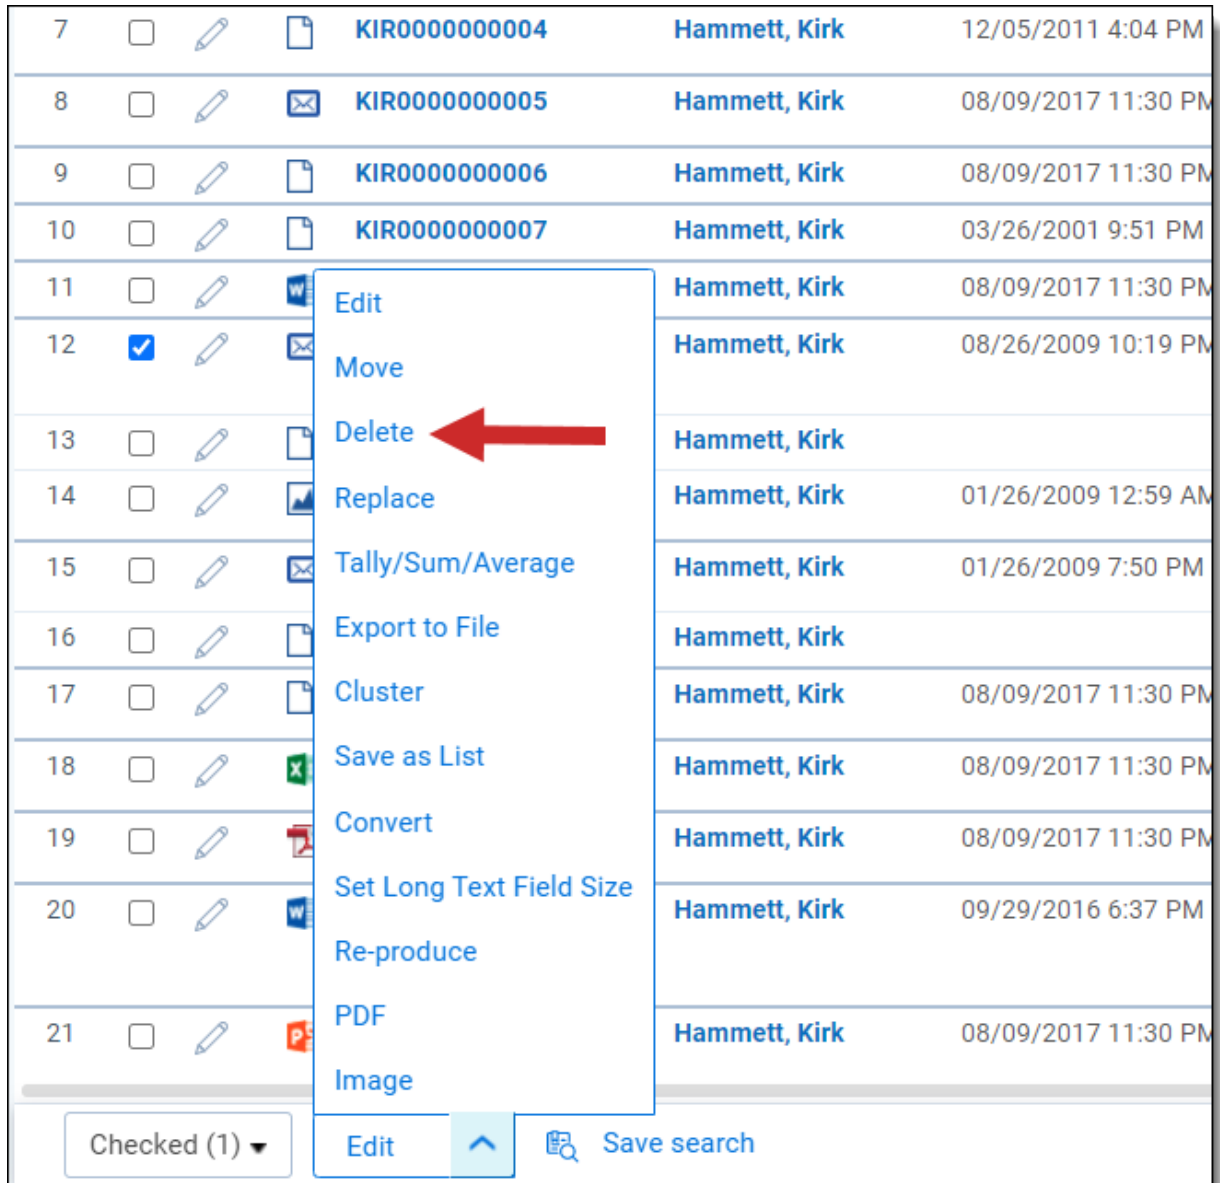 7 KIR0000000004 Hammett, Kirk 12/05/2011 4:04 PM
8 KIR0000000005 Hammett, Kirk 08/09/2017 11:30 PM
9 KIR0000000006 Hammett, Kirk 08/09/2017 11:30 PM
10 KIR0000000007 Hammett, Kirk 03/26/2001 9:51 PM
11 Hammett, Kirk 08/09/2017 11:30 PM
12 Hammett, Kirk 08/26/2009 10:19 PM
13 Hammett, Kirk
14 Hammett, Kirk 01/26/2009 12:59 AM
15 Hammett, Kirk 01/26/2009 7:50 PM
16 Hammett, Kirk
17 Hammett, Kirk 08/09/2017 11:30 PM
18 Hammett, Kirk 08/09/2017 11:30 PM
19 Hammett, Kirk 08/09/2017 11:30 PM
20 Hammett, Kirk 09/29/2016 6:37 PM
21 Hammett, Kirk 08/09/2017 11:30 PM
Edit
Move
Delete
Replace
Tally/Sum/Average
Export to File
Cluster
Save as List
Convert
Set Long Text Field Size
Re-produce
PDF
Image
Checked (1) Edit Save search